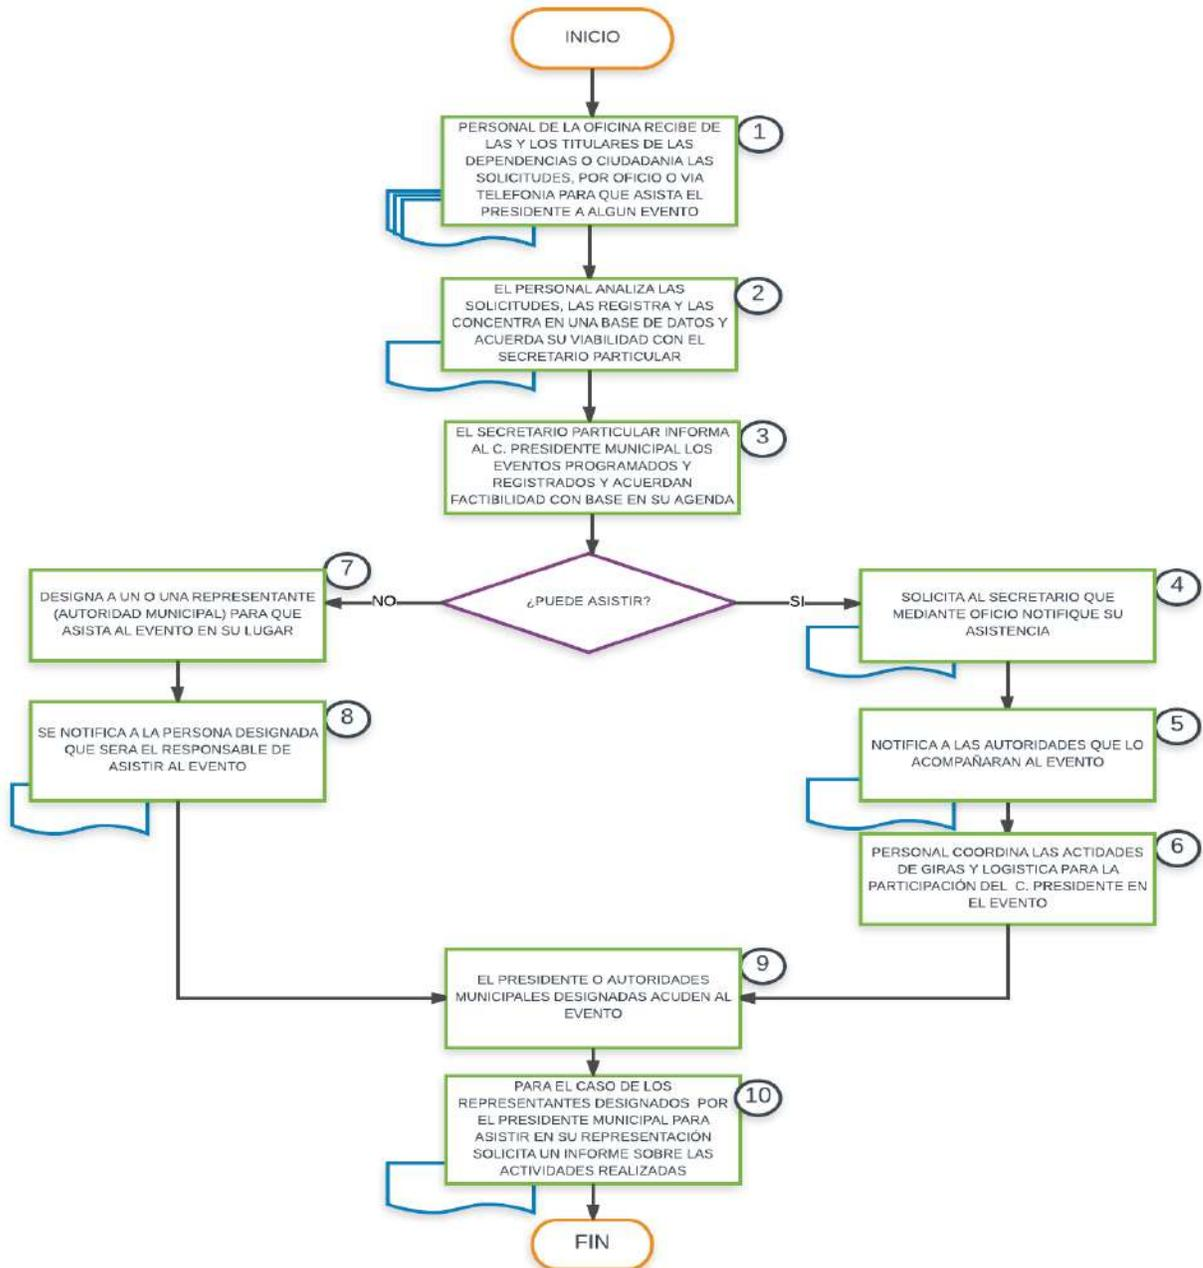 INICIO
1
PERSONAL DE LA OFICINA RECIBE DE
LAS Y LOS TITULARES DE LAS
DEPENDENCIAS O CIUDADANIA LAS
SOLICITUDES, POR OFICIO O VIA
TELEFONIA PARA QUE ASISTA EL
PRESIDENTE A ALGUN EVENTO
2
EL PERSONAL ANALIZA LAS
SOLICITUDES, LAS REGISTRA Y LAS
CONCENTRA EN UNA BASE DE DATOS Y
ACUERDA SU VIABILIDAD CON EL
SECRETARIO PARTICULAR
3
EL SECRETARIO PARTICULAR INFORMA
AL C. PRESIDENTE MUNICIPAL LOS
EVENTOS PROGRAMADOS Y
REGISTRADOS Y ACUERDAN
FACTIBILIDAD CON BASE EN SU AGENDA
¿PUEDE ASISTIR?
NO
SI
7
DESIGNA A UN O UNA REPRESENTANTE
(AUTORIDAD MUNICIPAL) PARA QUE
ASISTA AL EVENTO EN SU LUGAR
8
SE NOTIFICA A LA PERSONA DESIGNADA
QUE SERA EL RESPONSABLE DE
ASISTIR AL EVENTO
4
SOLICITA AL SECRETARIO QUE
MEDIANTE OFICIO NOTIFIQUE SU
ASISTENCIA
5
NOTIFICA A LAS AUTORIDADES QUE LO
ACOMPAÑARAN AL EVENTO
6
PERSONAL COORDINA LAS ACTIDADES
DE GIRAS Y LOGISTICA PARA LA
PARTICIPACIÓN DEL C. PRESIDENTE EN
EL EVENTO
9
EL PRESIDENTE O AUTORIDADES
MUNICIPALES DESIGNADAS ACUDEN AL
EVENTO
10
PARA EL CASO DE LOS
REPRESENTANTES DESIGNADOS POR
EL PRESIDENTE MUNICIPAL PARA
ASISTIR EN SU REPRESENTACIÓN
SOLICITA UN INFORME SOBRE LAS
ACTIVIDADES REALIZADAS
FIN